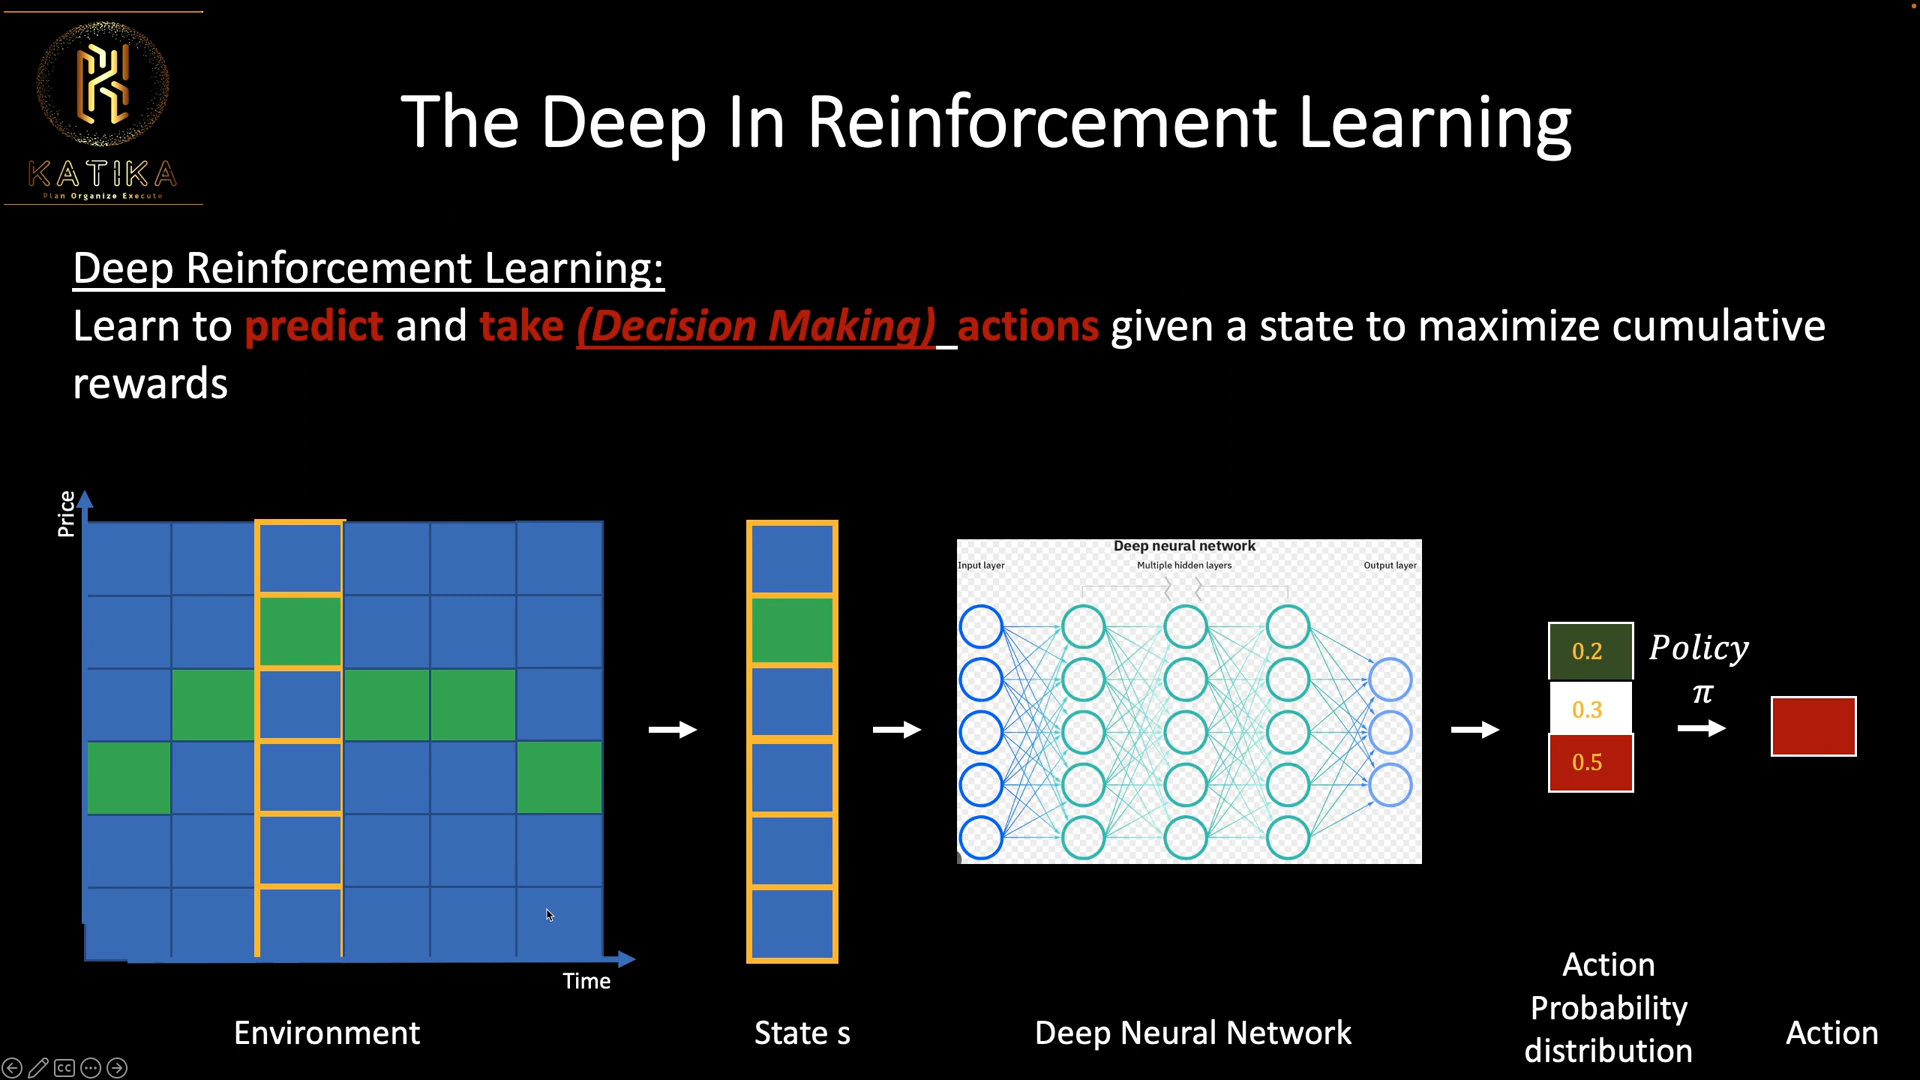 KATIKA
Plan Organize Execute
The Deep In Reinforcement Learning
Deep Reinforcement Learning:
Learn to predict and take (Decision Making) actions given a state to maximize cumulative
rewards
Price
Time
Deep neural network
Input layer
Multiple hidden layers
Output layer
0.2
0.3
0.5
Policy
π
Environment
State s
Deep Neural Network
Action
Probability
distribution
Action
CC